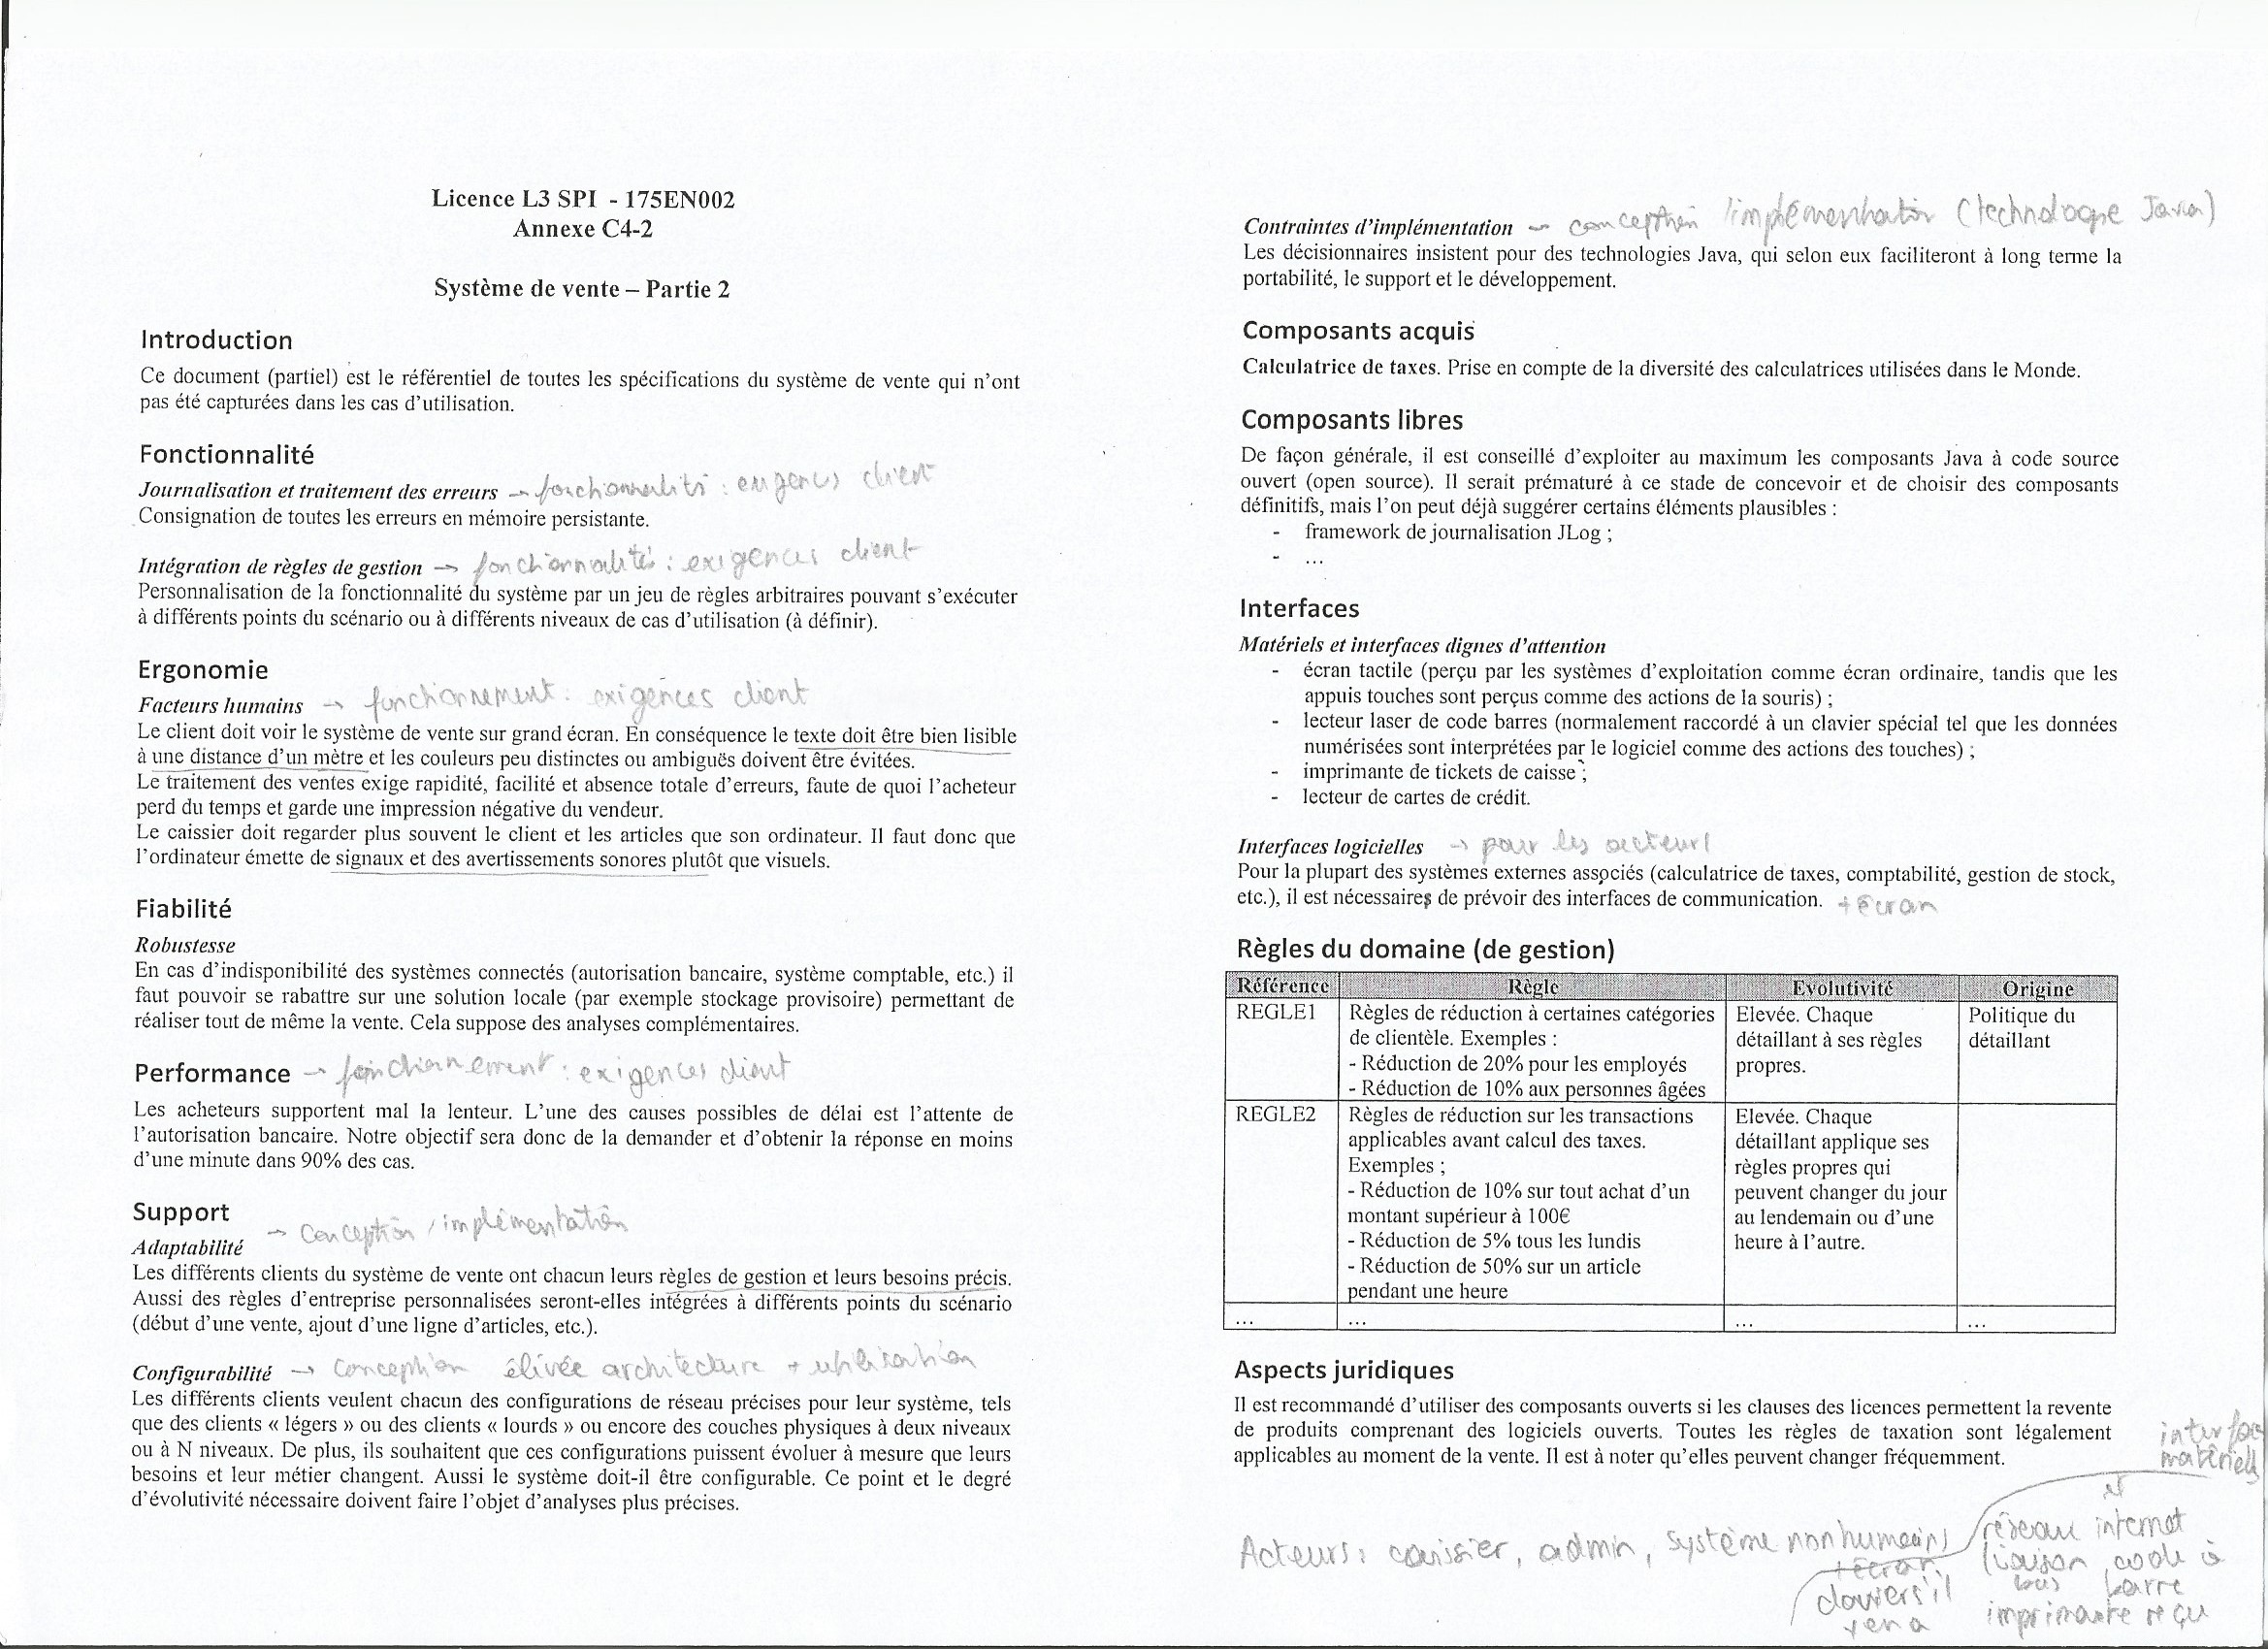 Licence L3 SPI - 175EN002
Annexe C4-2
Système de vente – Partie 2
Introduction
Ce document (partiel) est le référentiel de toutes les spécifications du système de vente qui n'ont
pas été capturées dans les cas d'utilisation.
Fonctionnalité
Journalisation et traitement des erreurs → fonctionnalités : exigences client
Consignation de toutes les erreurs en mémoire persistante.
Intégration de règles de gestion → fonctionnalités : exigences client
Personnalisation de la fonctionnalité du système par un jeu de règles arbitraires pouvant s'exécuter
à différents points du scénario ou à différents niveaux de cas d'utilisation (à définir).
Ergonomie
Facteurs humains → fonctionnement : exigences client
Le client doit voir le système de vente sur grand écran. En conséquence le texte doit être bien lisible
à une distance d'un mètre et les couleurs peu distinctes ou ambiguës doivent être évitées.
Le traitement des ventes exige rapidité, facilité et absence totale d'erreurs, faute de quoi l'acheteur
perd du temps et garde une impression négative du vendeur.
Le caissier doit regarder plus souvent le client et les articles que son ordinateur. Il faut donc que
l'ordinateur émette de signaux et des avertissements sonores plutôt que visuels.
Fiabilité
Robustesse
En cas d'indisponibilité des systèmes connectés (autorisation bancaire, système comptable, etc.) il
faut pouvoir se rabattre sur une solution locale (par exemple stockage provisoire) permettant de
réaliser tout de même la vente. Cela suppose des analyses complémentaires.
Performance → fonctionnement : exigences client
Les acheteurs supportent mal la lenteur. L'une des causes possibles de délai est l'attente de
l'autorisation bancaire. Notre objectif sera donc de la demander et d'obtenir la réponse en moins
d'une minute dans 90% des cas.
Support
→ conception / implémentation
Adaptabilité
Les différents clients du système de vente ont chacun leurs règles de gestion et leurs besoins précis.
Aussi des règles d'entreprise personnalisées seront-elles intégrées à différents points du scénario
(début d'une vente, ajout d'une ligne d'articles, etc.).
Configurabilité → conception élivée architecture + utilisation
Les différents clients veulent chacun des configurations de réseau précises pour leur système, tels
que des clients « légers » ou des clients « lourds » ou encore des couches physiques à deux niveaux
ou à N niveaux. De plus, ils souhaitent que ces configurations puissent évoluer à mesure que leurs
besoins et leur métier changent. Aussi le système doit-il être configurable. Ce point et le degré
d'évolutivité nécessaire doivent faire l'objet d'analyses plus précises.
Contraintes d'implémentation → conception / implémentation (technologie Java)
Les décisionnaires insistent pour des technologies Java, qui selon eux faciliteront à long terme la
portabilité, le support et le développement.
Composants acquis
Calculatrice de taxes. Prise en compte de la diversité des calculatrices utilisées dans le Monde.
Composants libres
De façon générale, il est conseillé d'exploiter au maximum les composants Java à code source
ouvert (open source). Il serait prématuré à ce stade de concevoir et de choisir des composants
définitifs, mais l'on peut déjà suggérer certains éléments plausibles :
- framework de journalisation JLog ;
- ...
Interfaces
Matériels et interfaces dignes d'attention
- écran tactile (perçu par les systèmes d'exploitation comme écran ordinaire, tandis que les
appuis touches sont perçus comme des actions de la souris) ;
- lecteur laser de code barres (normalement raccordé à un clavier spécial tel que les données
numérisées sont interprétées par le logiciel comme des actions des touches) ;
- imprimante de tickets de caisse ;
- lecteur de cartes de crédit.
Interfaces logicielles → pour les acteurs
Pour la plupart des systèmes externes associés (calculatrice de taxes, comptabilité, gestion de stock,
etc.), il est nécessaires de prévoir des interfaces de communication. + écran
Règles du domaine (de gestion)
Référence Règle Evolutivité Origine
REGLE1 Règles de réduction à certaines catégories Elevée. Chaque Politique du
de clientèle. Exemples : détaillant à ses règles détaillant
- Réduction de 20% pour les employés propres.
- Réduction de 10% aux personnes âgées
REGLE2 Règles de réduction sur les transactions Elevée. Chaque
applicables avant calcul des taxes. détaillant applique ses
Exemples ; règles propres qui
- Réduction de 10% sur tout achat d'un peuvent changer du jour
montant supérieur à 100€ au lendemain ou d'une
- Réduction de 5% tous les lundis heure à l'autre.
- Réduction de 50% sur un article
pendant une heure
... ... ... ...
Aspects juridiques
Il est recommandé d'utiliser des composants ouverts si les clauses des licences permettent la revente
de produits comprenant des logiciels ouverts. Toutes les règles de taxation sont légalement
applicables au moment de la vente. Il est à noter qu'elles peuvent changer fréquemment.
matériels
et
Acteurs : caissier, admin, système non humains
réseau internet
+ écran
liaison code à
bus barre
imprimante reçu
s'il